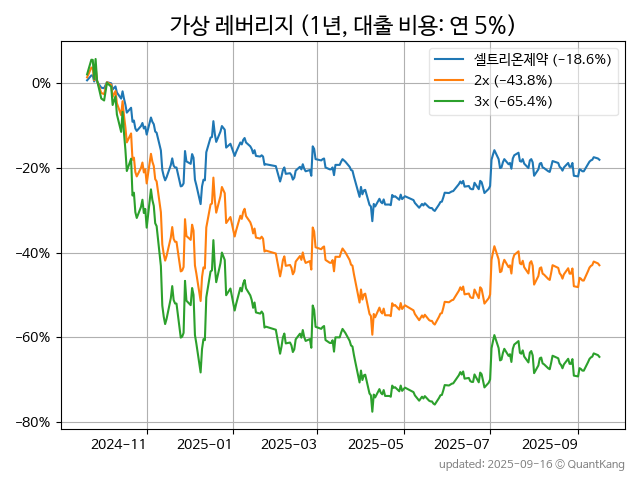 가상 레버리지 (1년, 대출 비용: 연 5%)
셀트리온제약 (−18.6%)
2x (−43.8%)
3x (−65.4%)
0%
−20%
−40%
−60%
−80%
2024−11 2025−01 2025−03 2025−05 2025−07 2025−09
updated: 2025-09-16 © QuantKang